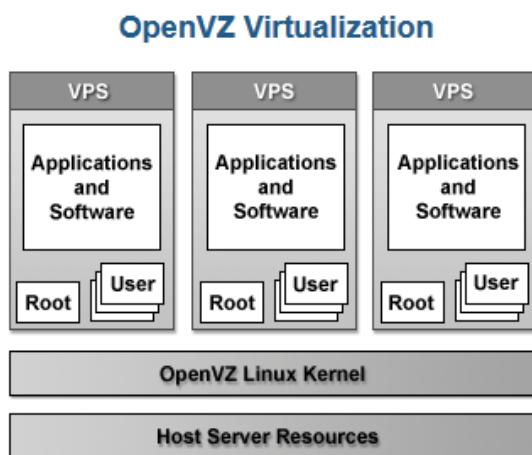 OpenVZ Virtualization
VPS
Applications
and
Software
Root
User
VPS
Applications
and
Software
Root
User
VPS
Applications
and
Software
Root
User
OpenVZ Linux Kernel
Host Server Resources